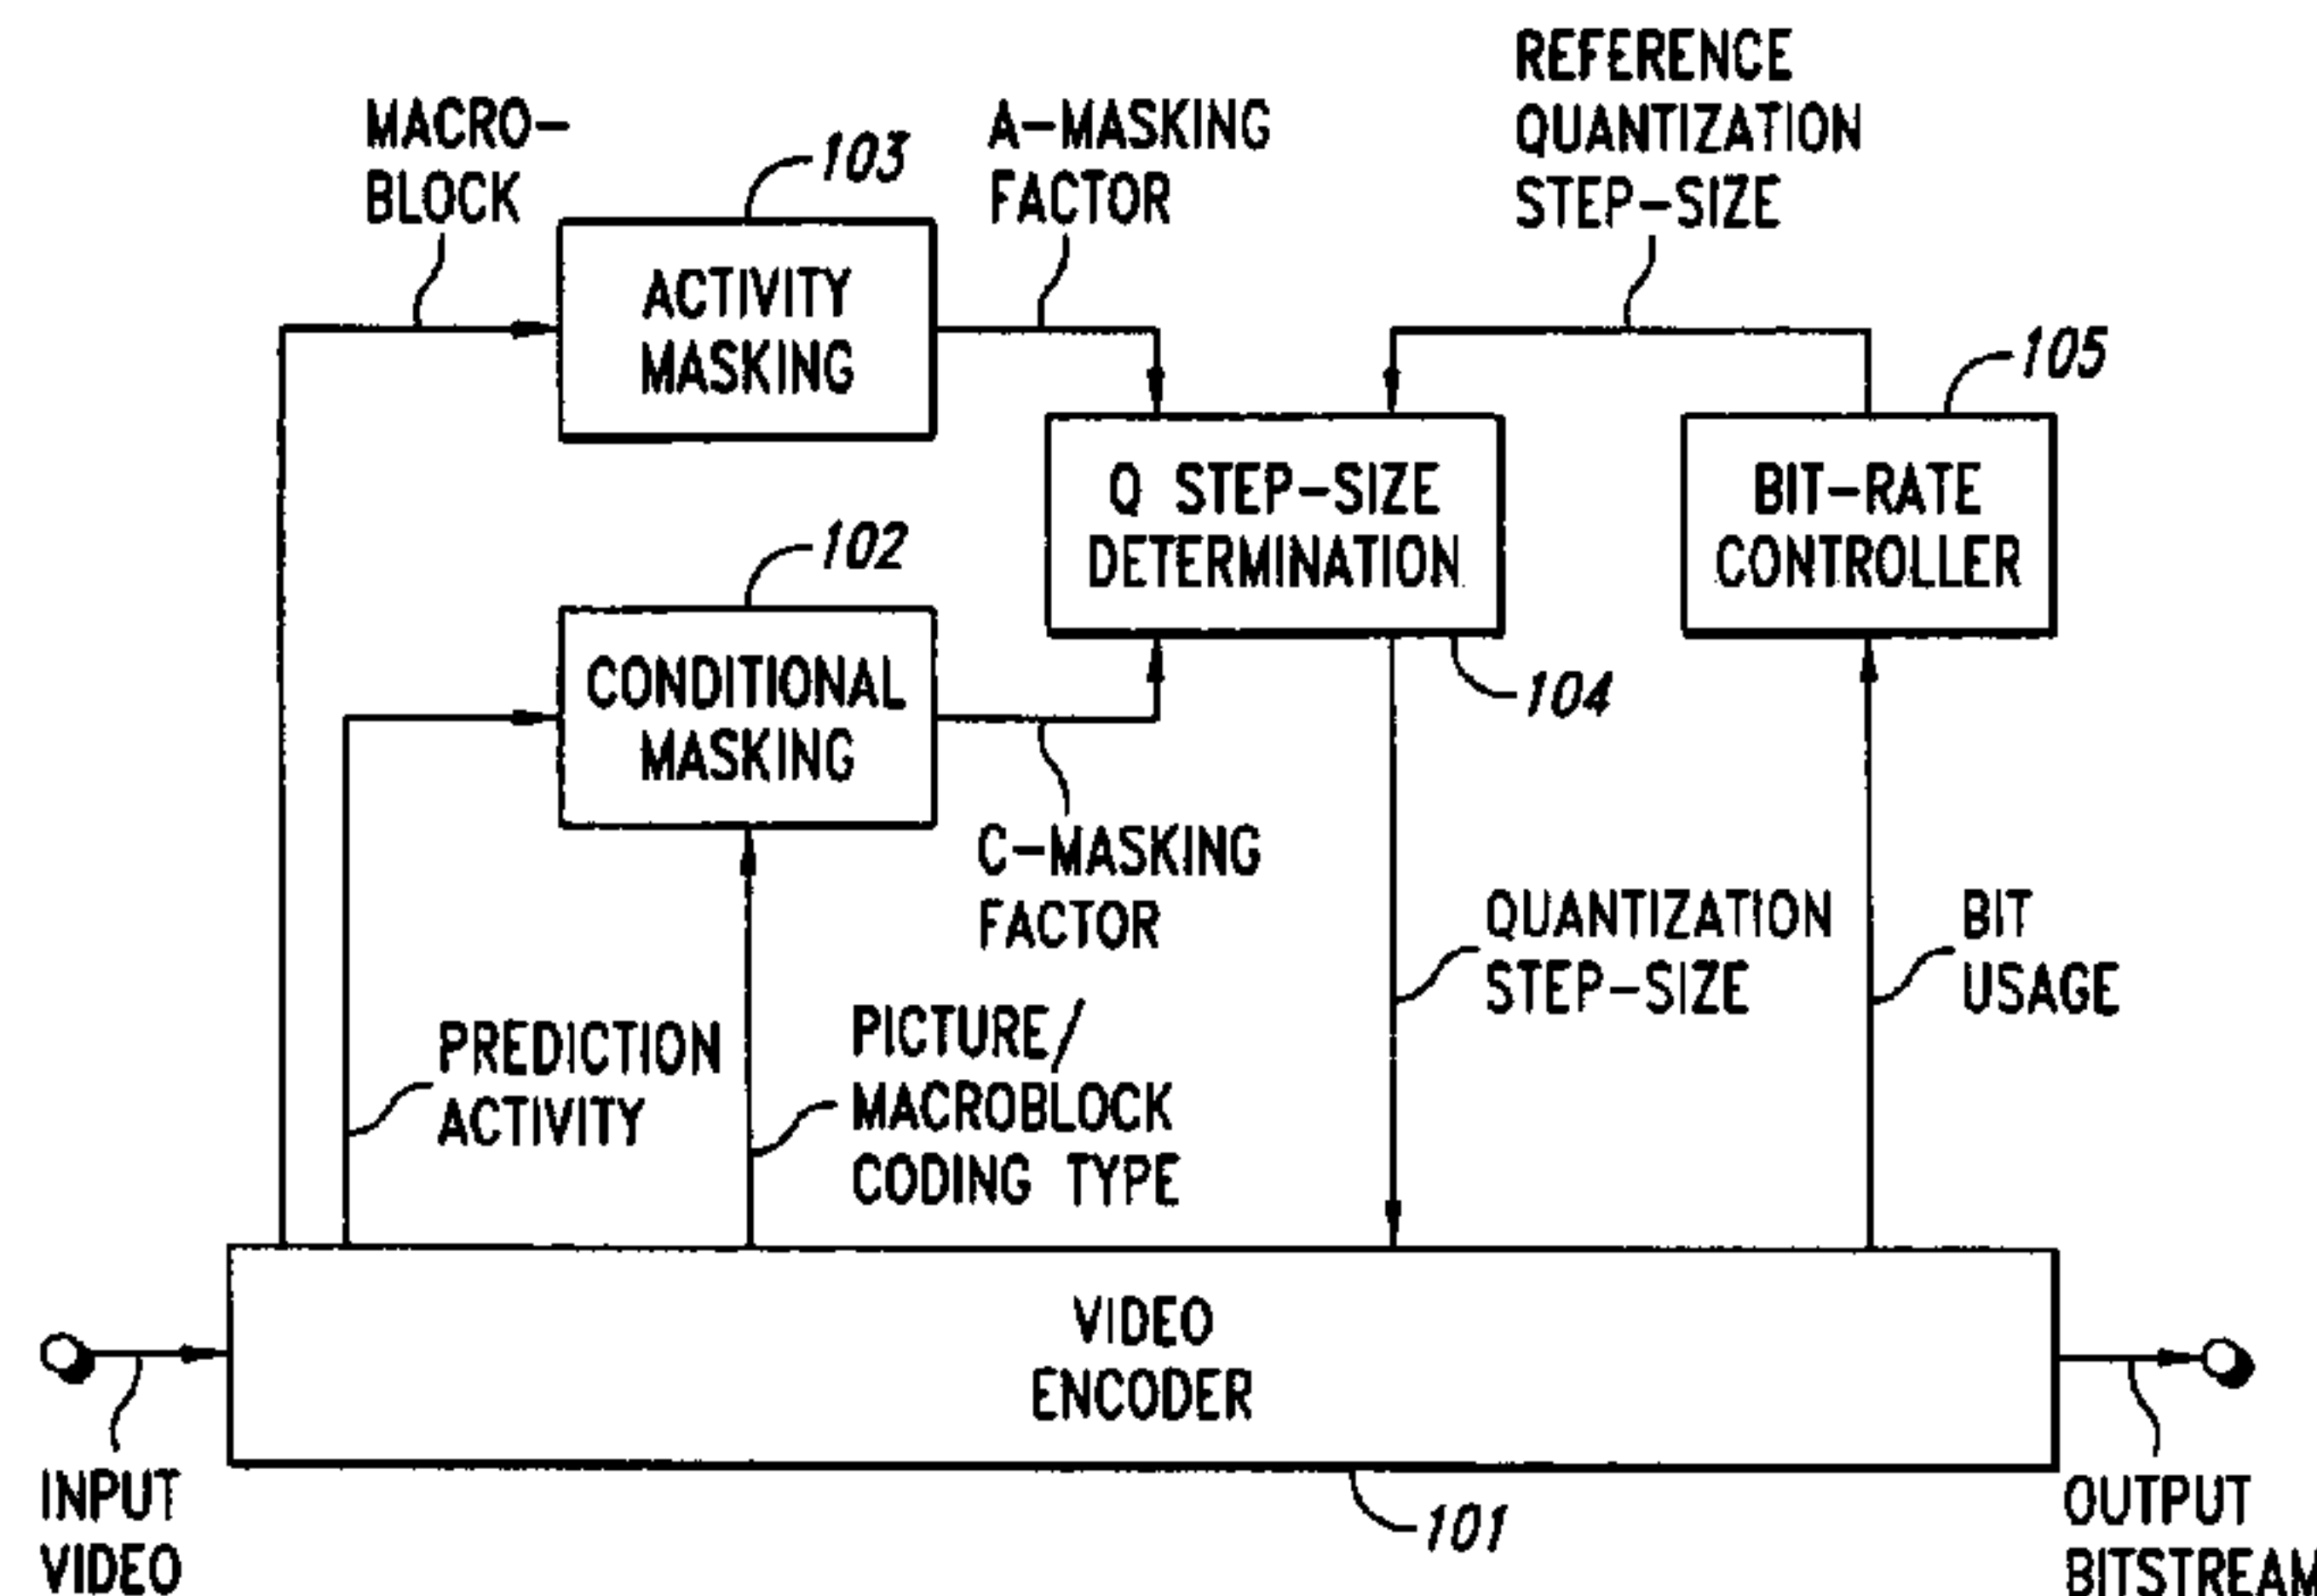 REFERENCE
QUANTIZATION
STEP-SIZE
MACRO-
BLOCK
103
A-MASKING
FACTOR
ACTIVITY
MASKING
105
Q STEP-SIZE
DETERMINATION
BIT-RATE
CONTROLLER
102
CONDITIONAL
MASKING
104
C-MASKING
FACTOR
QUANTIZATION
STEP-SIZE
BIT
USAGE
PREDICTION
ACTIVITY
PICTURE/
MACROBLOCK
CODING TYPE
VIDEO
ENCODER
INPUT
VIDEO
101
OUTPUT
BITSTREAM